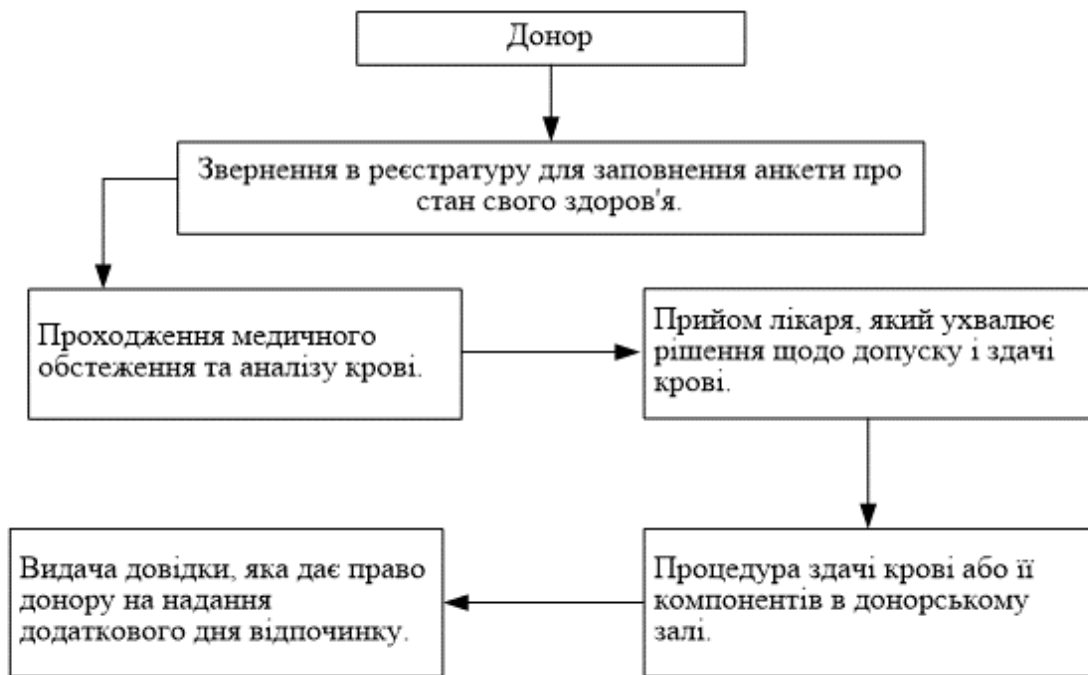 Донор
Звернення в реєстратуру для заповнення анкети про
стан свого здоров'я.
Проходження медичного
обстеження та аналізу крові.
Прийом лікаря, який ухвалює
рішення щодо допуску і здачі
крові.
Видача довідки, яка дає право
донору на надання
додаткового дня відпочинку.
Процедура здачі крові або її
компонентів в донорському
залі.